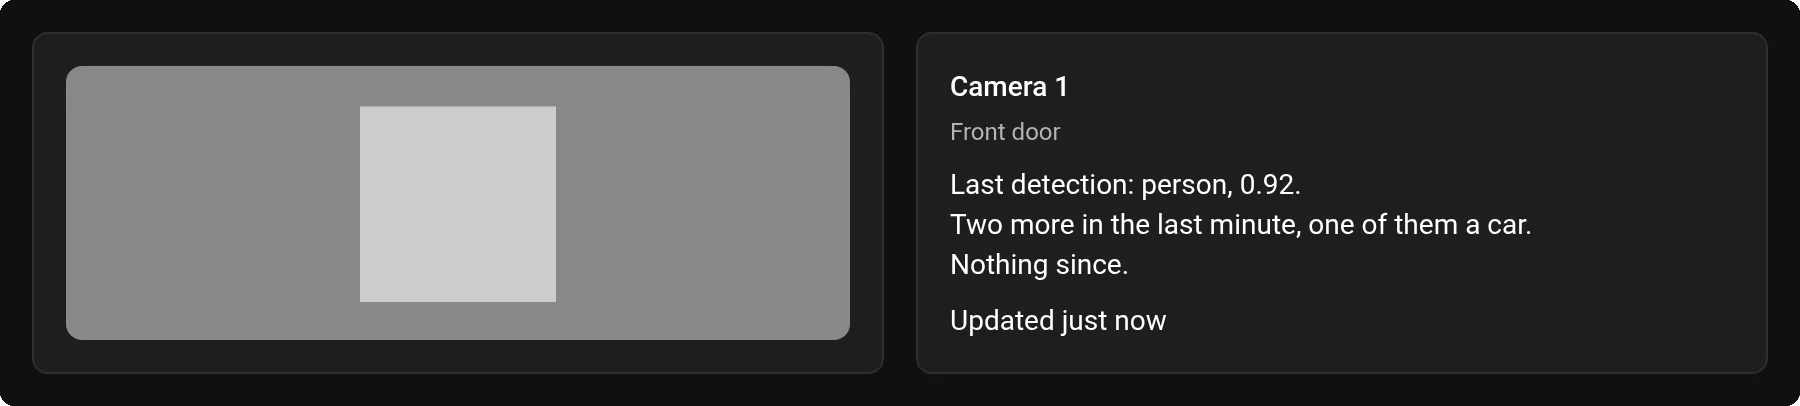 Camera 1
Front door
Last detection: person, 0.92.
Two more in the last minute, one of them a car.
Nothing since.
Updated just now